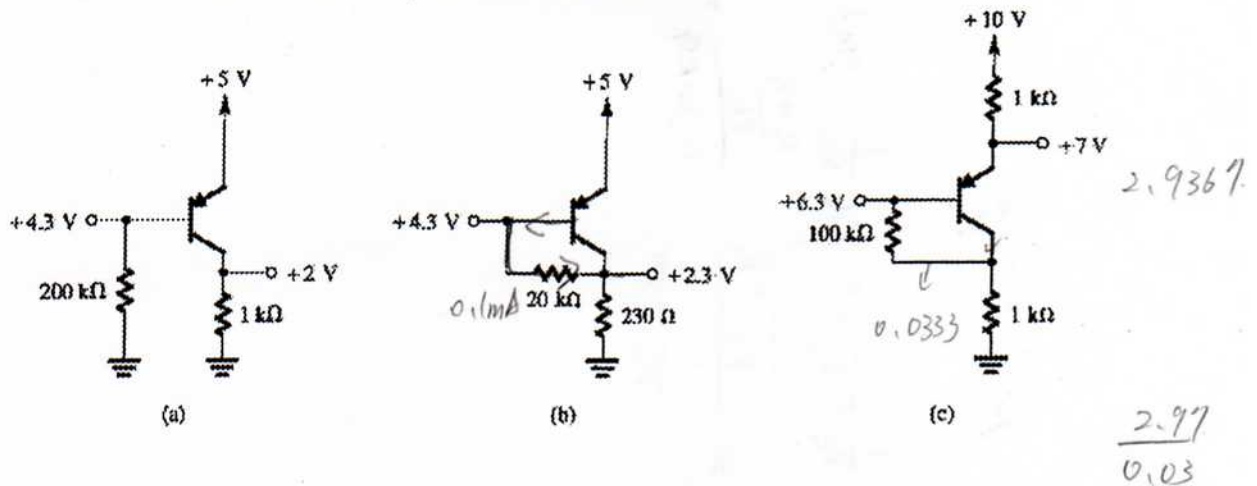 +5 V
+4.3 V
200 kΩ
+2 V
1 kΩ
(a)
+5 V
+4.3 V
0.1mA
20 kΩ
+2.3 V
230 Ω
(b)
+10 V
1 kΩ
+7 V
+6.3 V
100 kΩ
0.0333
1 kΩ
(c)
2.9367
2.97
0.03